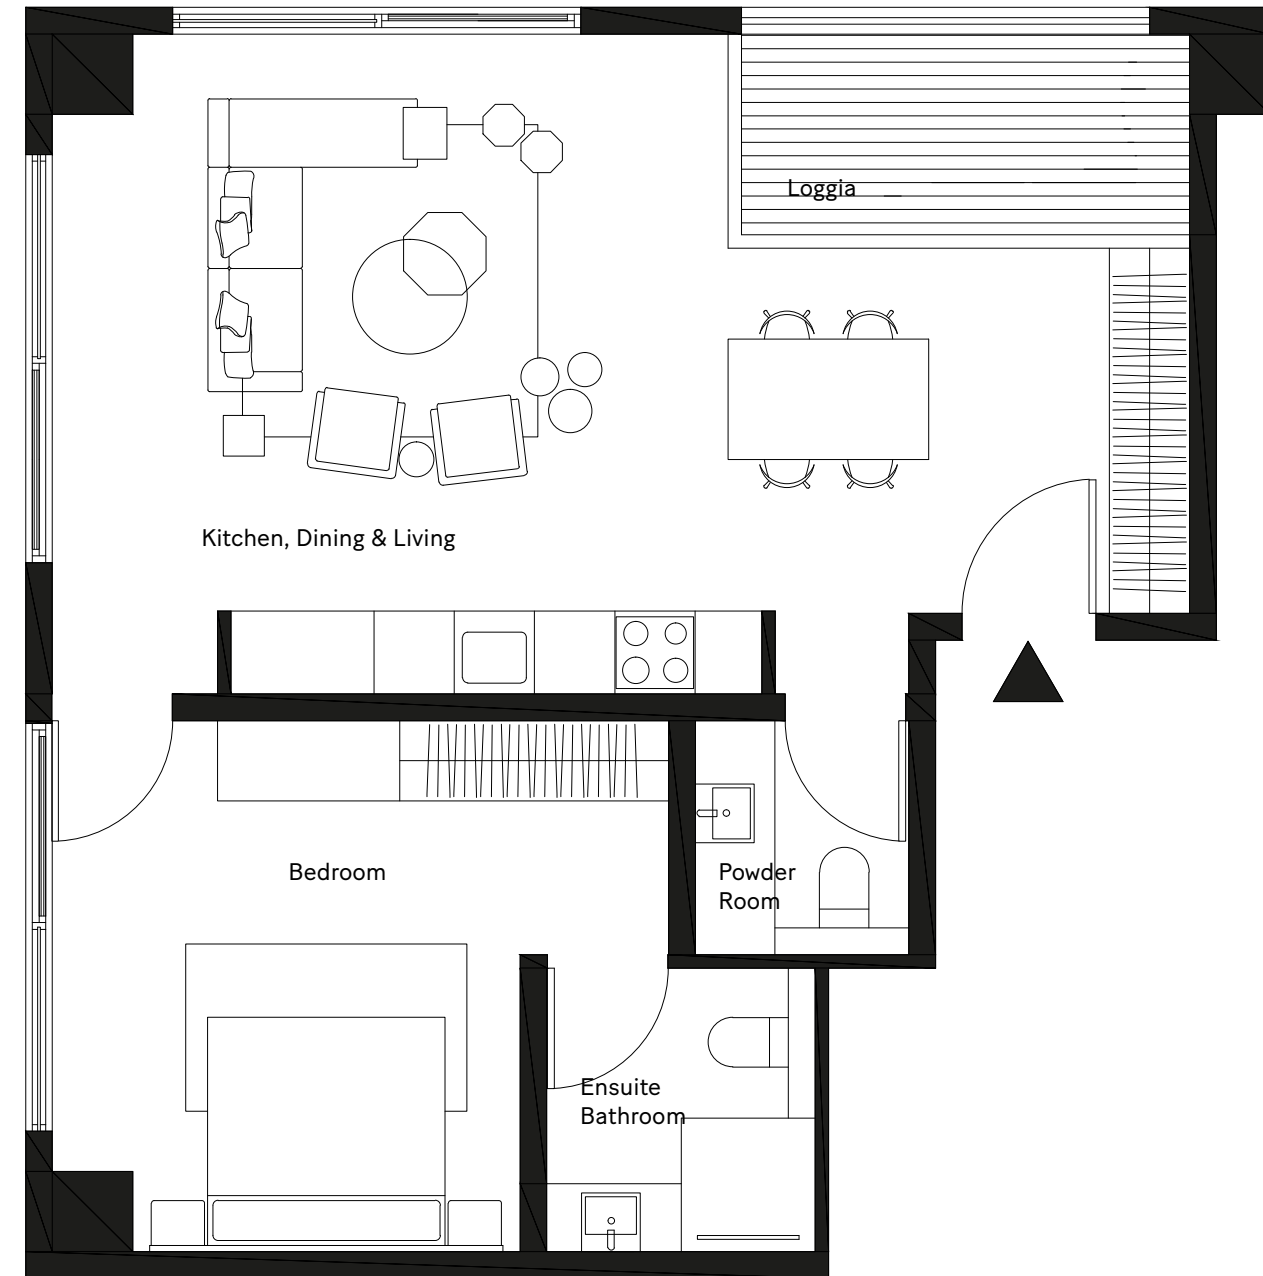 Loggia
Kitchen, Dining & Living
Bedroom
Powder
Room
Ensuite
Bathroom